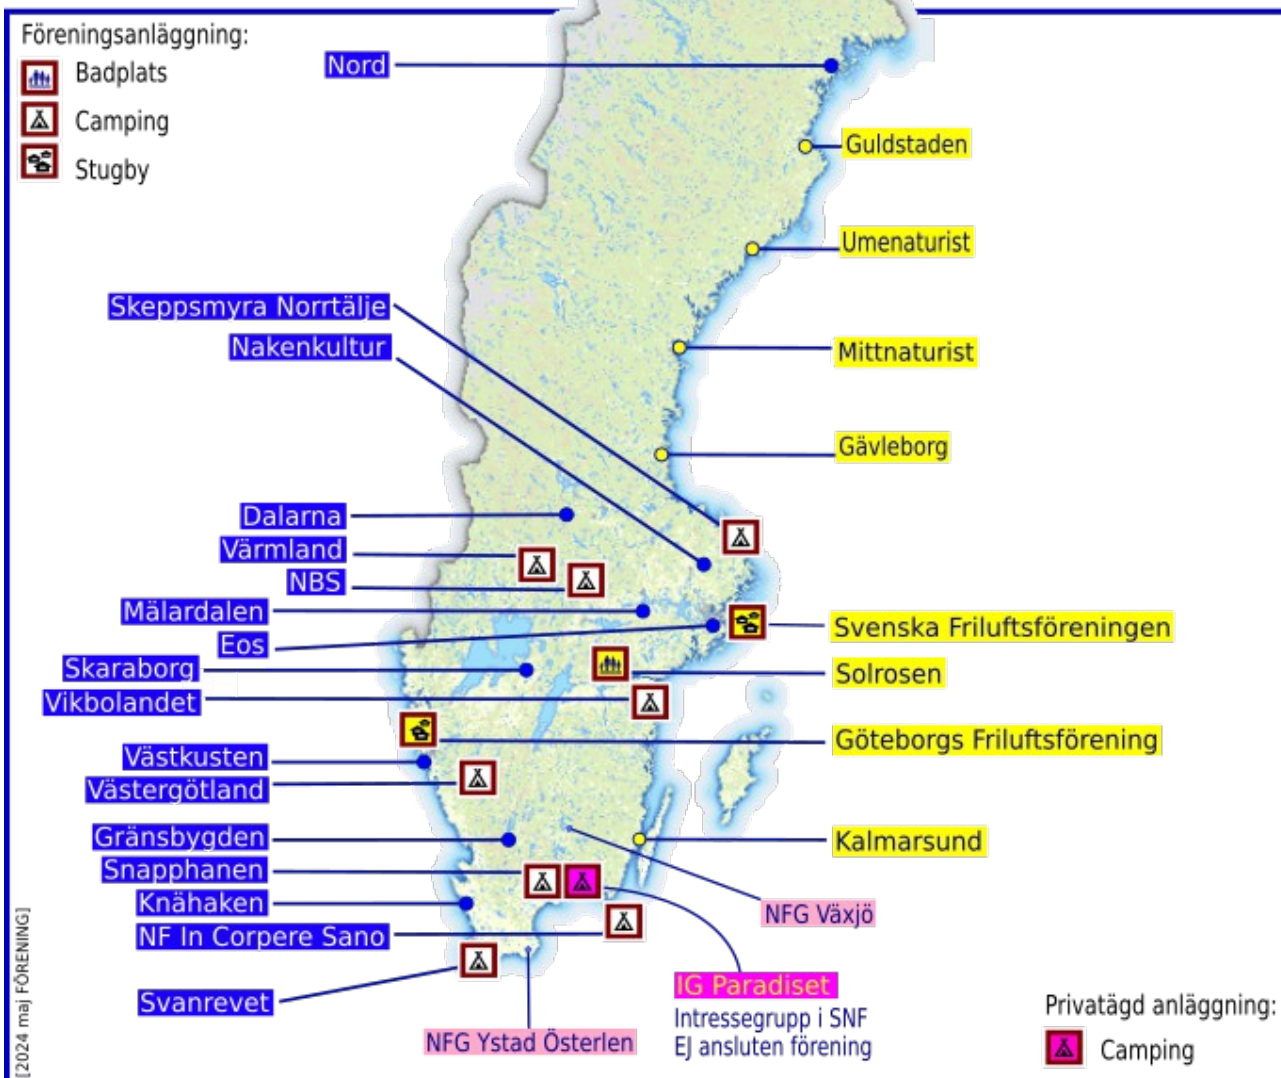 Föreningsanläggning:
Badplats
Camping
Stugby
Nord
Guldstaden
Umenaturist
Skeppsmyra Norrtälje
Nakenkultur
Mittnaturist
Gävleborg
Dalarna
Värmland
NBS
Mälardalen
Eos
Svenska Friluftsföreningen
Skaraborg
Solrosen
Vikbolandet
Göteborgs Friluftsförening
Västkusten
Västergötland
Gränsbygden
Kalmarsund
Snapphanen
Knähaken
NFG Växjö
NF In Corpere Sano
Svanrevet
IG Paradiset
Intressegrupp i SNF
EJ ansluten förening
NFG Ystad Österlen
Privatägd anläggning:
Camping
[2024 maj FÖRENING]